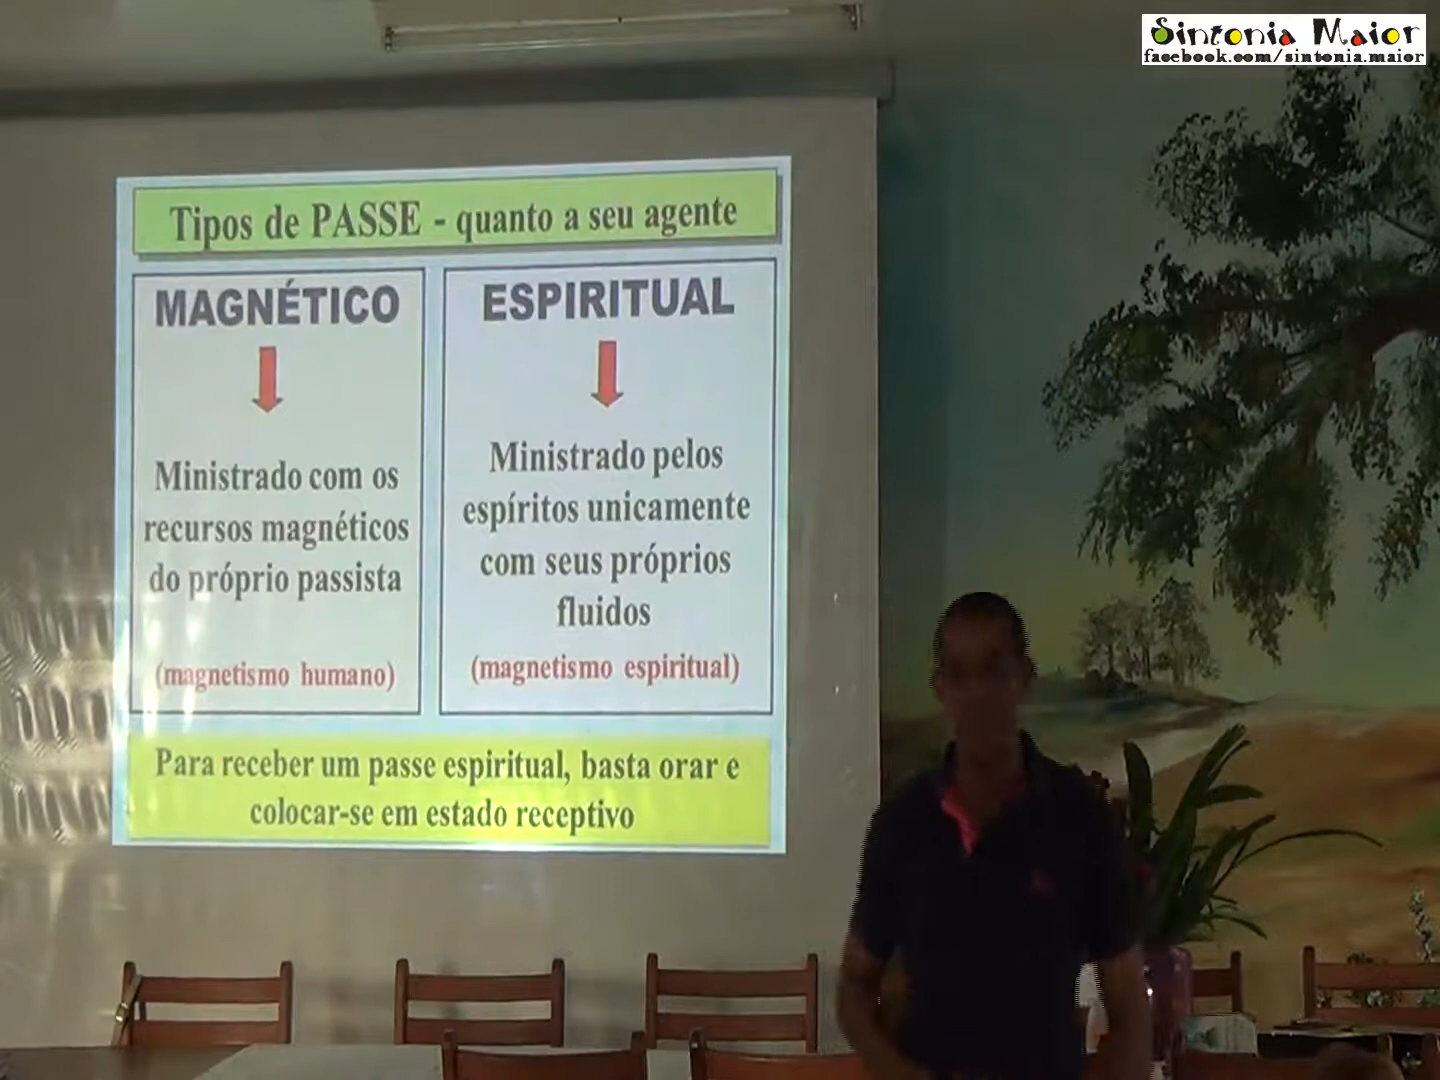 Sintonia Maior
facebook.com/sintonia.maior
Tipos de PASSE - quanto a seu agente
MAGNÉTICO
Ministrado com os
recursos magnéticos
do próprio passista
(magnetismo humano)
ESPIRITUAL
Ministrado pelos
espíritos unicamente
com seus próprios
fluidos
(magnetismo espiritual)
Para receber um passe espiritual, basta orar e
colocar-se em estado receptivo